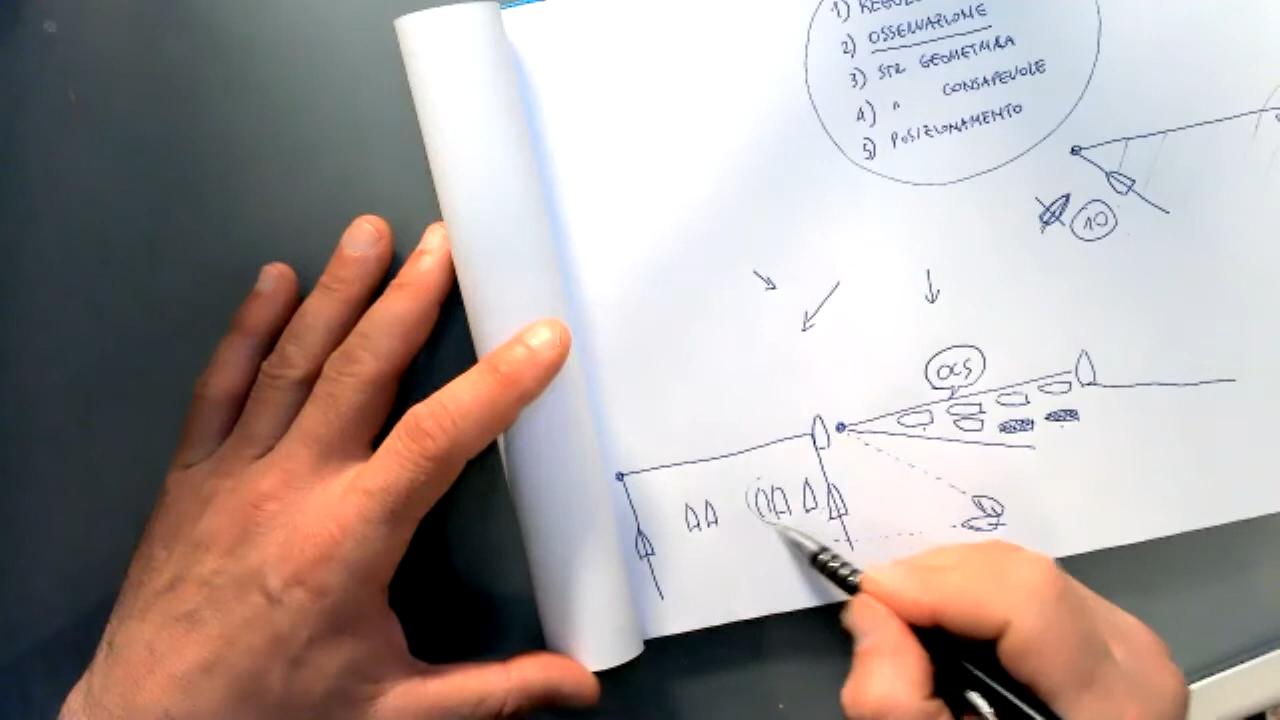 2) OSSERVAZIONE
3) STR GEOMETRICA
4) " CONSAPEVOLE
5) POSIZIONAMENTO
10
OCS